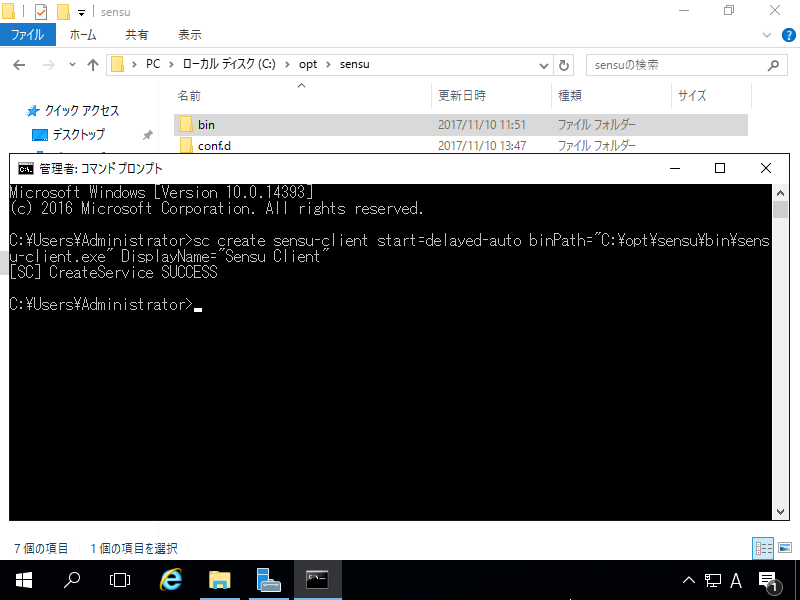 sensu
ファイル ホーム 共有 表示
PC ローカル ディスク (C:) opt sensu
sensuの検索
名前 更新日時 種類 サイズ
クイック アクセス
デスクトップ
bin 2017/11/10 11:51 ファイル フォルダー
conf.d 2017/11/10 13:47 ファイル フォルダー
管理者: コマンド プロンプト
Microsoft Windows [Version 10.0.14393]
(c) 2016 Microsoft Corporation. All rights reserved.
C:¥Users¥Administrator>sc create sensu-client start=delayed-auto binPath="C:¥opt¥sensu¥bin¥sens
u-client.exe" DisplayName="Sensu Client"
[SC] CreateService SUCCESS
C:¥Users¥Administrator>
7 個の項目 1 個の項目を選択
A 1